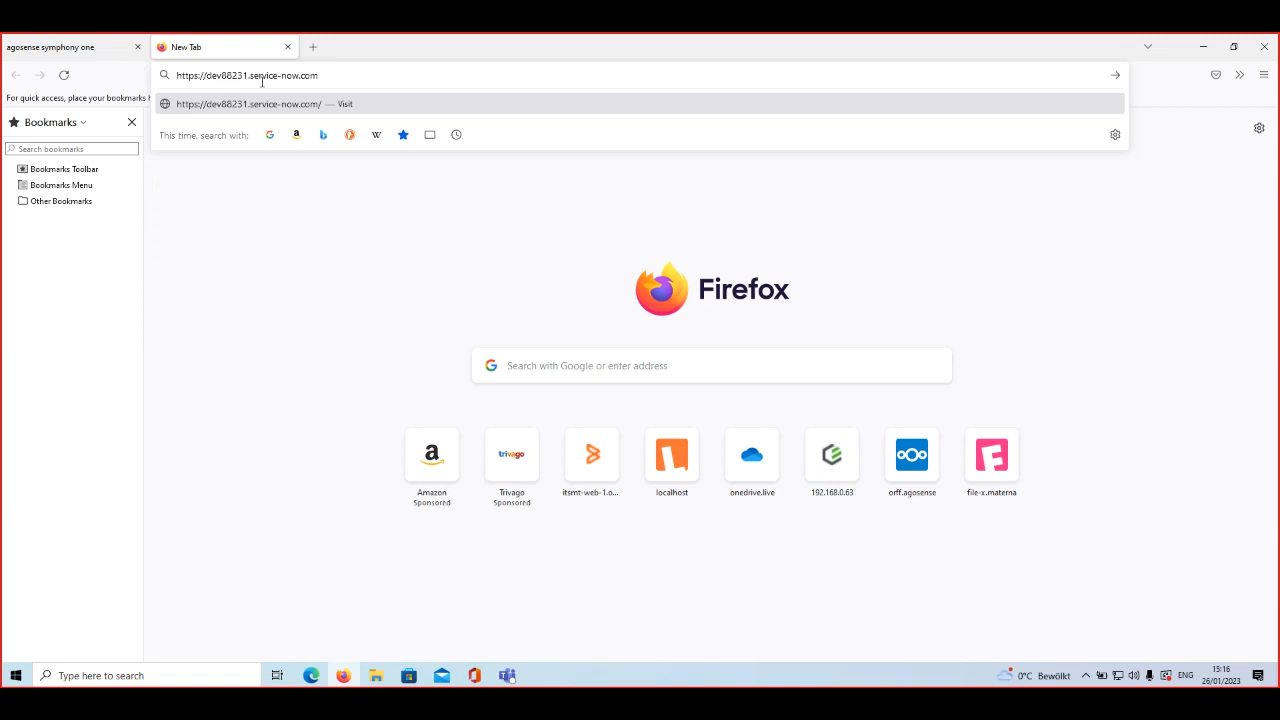 agosense symphony one
New Tab
https://dev88231.service-now.com
For quick access, place your bookmarks
https://dev88231.service-now.com/ — Visit
Bookmarks
This time, search with:
Search bookmarks
Bookmarks Toolbar
Bookmarks Menu
Other Bookmarks
Firefox
Search with Google or enter address
Amazon
Sponsored
Trivago
Sponsored
itsmt-web-1.o...
localhost
onedrive.live
192.168.0.63
orff.agosense
file-x.materna
Type here to search
0°C Bewölkt
ENG
15:16
26/01/2023